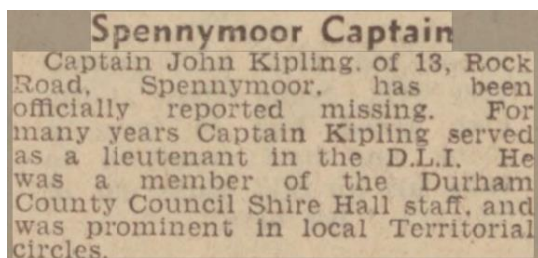 Spennymoor Captain
Captain John Kipling. of 13, Rock
Road, Spennymoor, has been
officially reported missing. For
many years Captain Kipling served
as a lieutenant in the D.L.I. He
was a member of the Durham
County Council Shire Hall staff, and
was prominent in local Territorial
circles.